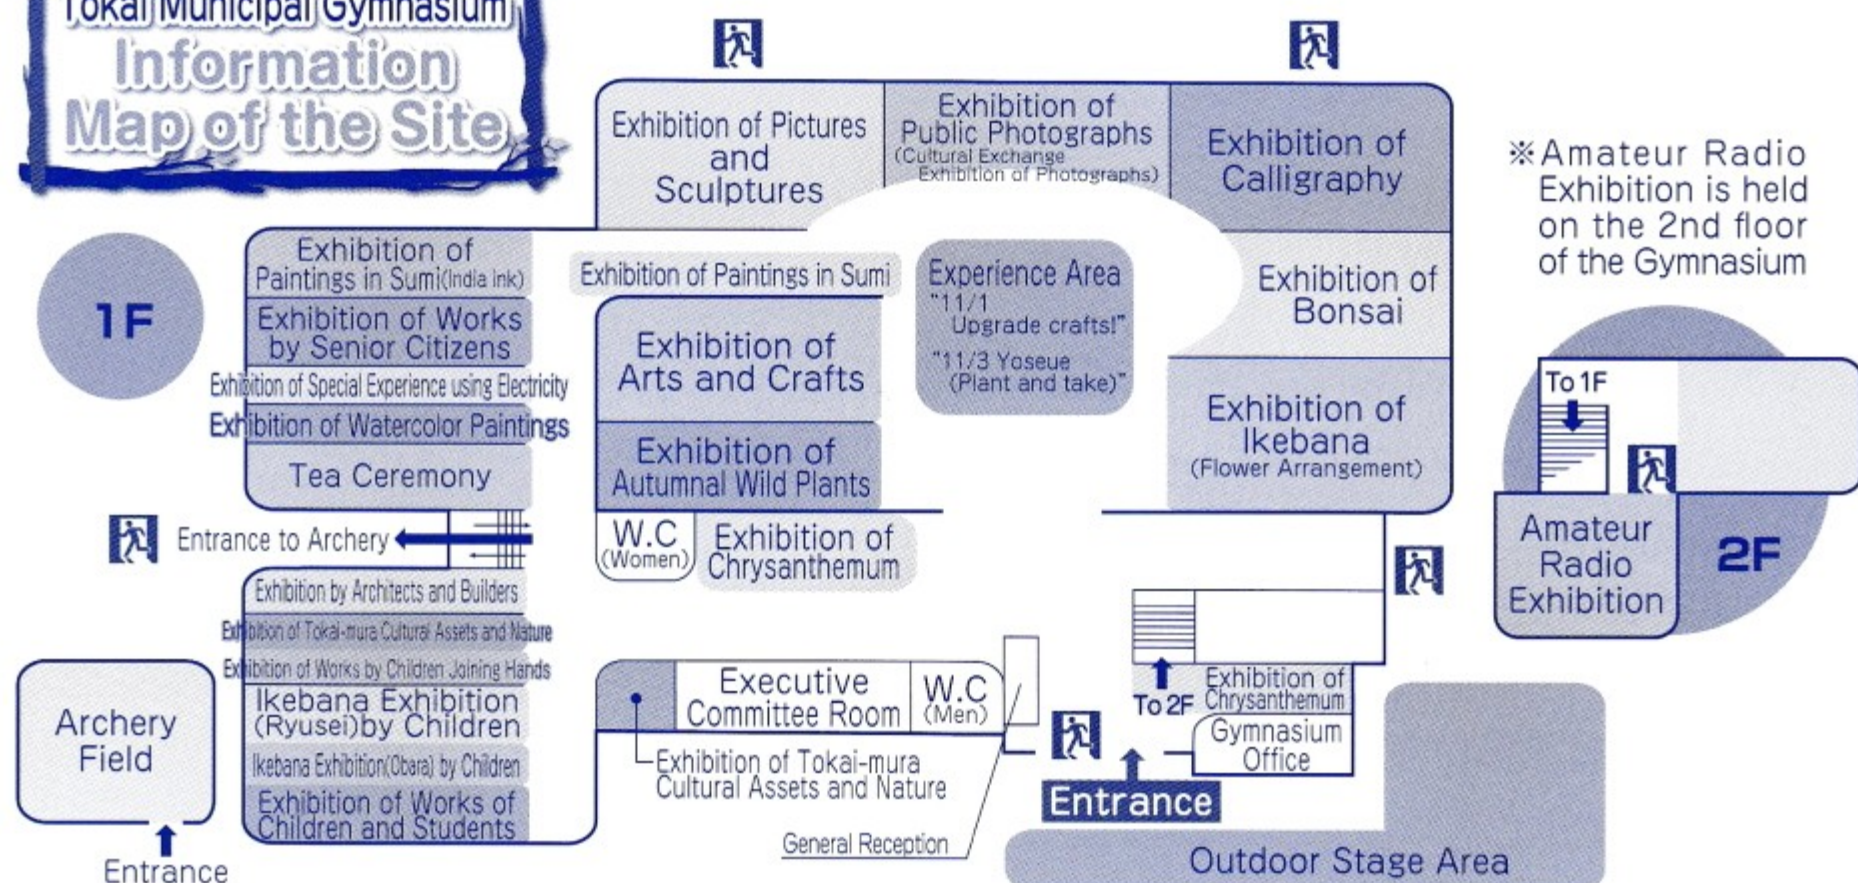 Tokai Municipal Gymnasium
Information
Map of the Site
1F
Exhibition of Pictures
and
Sculptures
Exhibition of
Public Photographs
(Cultural Exchange
Exhibition of Photographs)
Exhibition of
Calligraphy
※Amateur Radio
Exhibition is held
on the 2nd floor
of the Gymnasium
Exhibition of
Paintings in Sumi(India Ink)
Exhibition of Works
by Senior Citizens
Exhibition of Special Experience using Electricity
Exhibition of Watercolor Paintings
Tea Ceremony
Exhibition of Paintings in Sumi
Exhibition of
Arts and Crafts
Exhibition of
Autumnal Wild Plants
Experience Area
"11/1
Upgrade crafts!"
"11/3 Yoseue
(Plant and take)"
Exhibition of
Bonsai
Exhibition of
Ikebana
(Flower Arrangement)
To 1F
Amateur
Radio
Exhibition
2F
Entrance to Archery
W.C
(Women)
Exhibition of
Chrysanthemum
Exhibition by Architects and Builders
Exhibition of Tokai-mura Cultural Assets and Nature
Exhibition of Works by Children Joining Hands
Ikebana Exhibition
(Ryusei)by Children
Ikebana Exhibition(Obara) by Children
Exhibition of Works of
Children and Students
Archery
Field
Entrance
Executive
Committee Room
W.C
(Men)
Exhibition of Tokai-mura
Cultural Assets and Nature
General Reception
To 2F
Exhibition of
Chrysanthemum
Gymnasium
Office
Entrance
Outdoor Stage Area